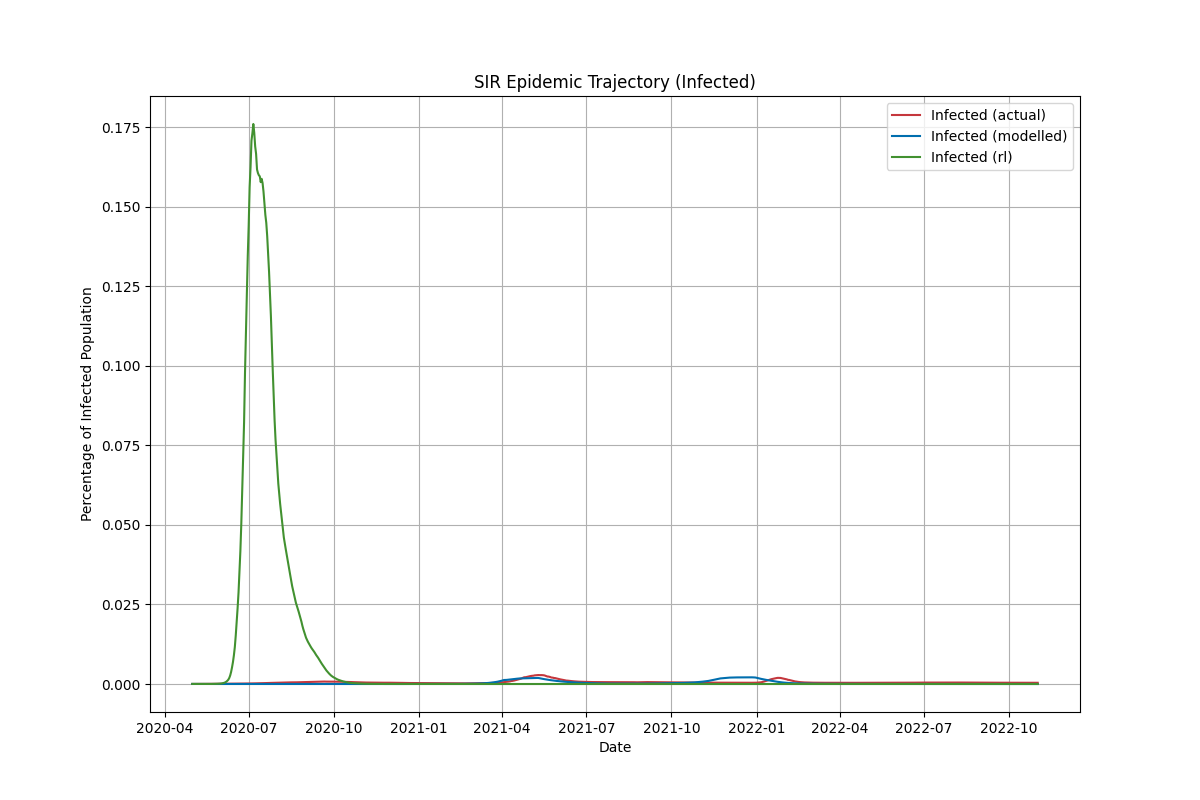 SIR Epidemic Trajectory (Infected)
Infected (actual)
Infected (modelled)
Infected (rl)
Percentage of Infected Population
0.175
0.150
0.125
0.100
0.075
0.050
0.025
0.000
2020-04 2020-07 2020-10 2021-01 2021-04 2021-07 2021-10 2022-01 2022-04 2022-07 2022-10
Date